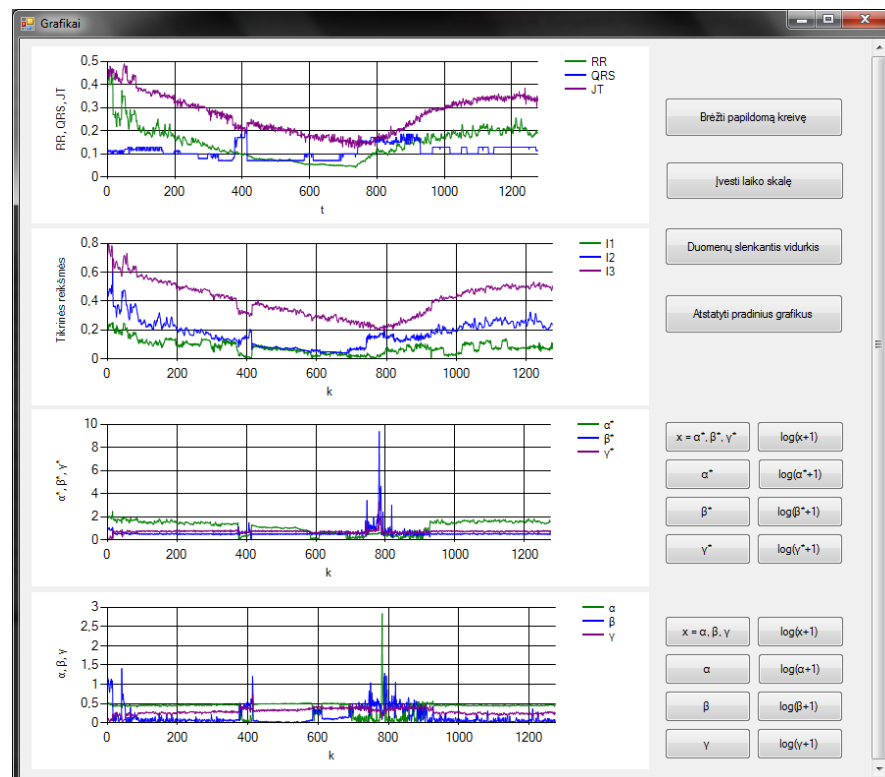 Grafikai
RR, QRS, JT
0,5
0,4
0,3
0,2
0,1
0
0 200 400 600 800 1000 1200
t
RR
QRS
JT
Brėžti papildomą kreivę
Įvesti laiko skalę
Duomenų slenkantis vidurkis
Atstatyti pradinius grafikus
Tikrinės reikšmės
0,8
0,6
0,4
0,2
0
0 200 400 600 800 1000 1200
k
l1
l2
l3
α*, β*, γ*
10
8
6
4
2
0
0 200 400 600 800 1000 1200
k
α*
β*
γ*
x = α*, β*, γ* log(x+1)
α* log(α*+1)
β* log(β*+1)
γ* log(γ*+1)
α, β, γ
3
2,5
2
1,5
1
0,5
0
0 200 400 600 800 1000 1200
k
α
β
γ
x = α, β, γ log(x+1)
α log(α+1)
β log(β+1)
γ log(γ+1)